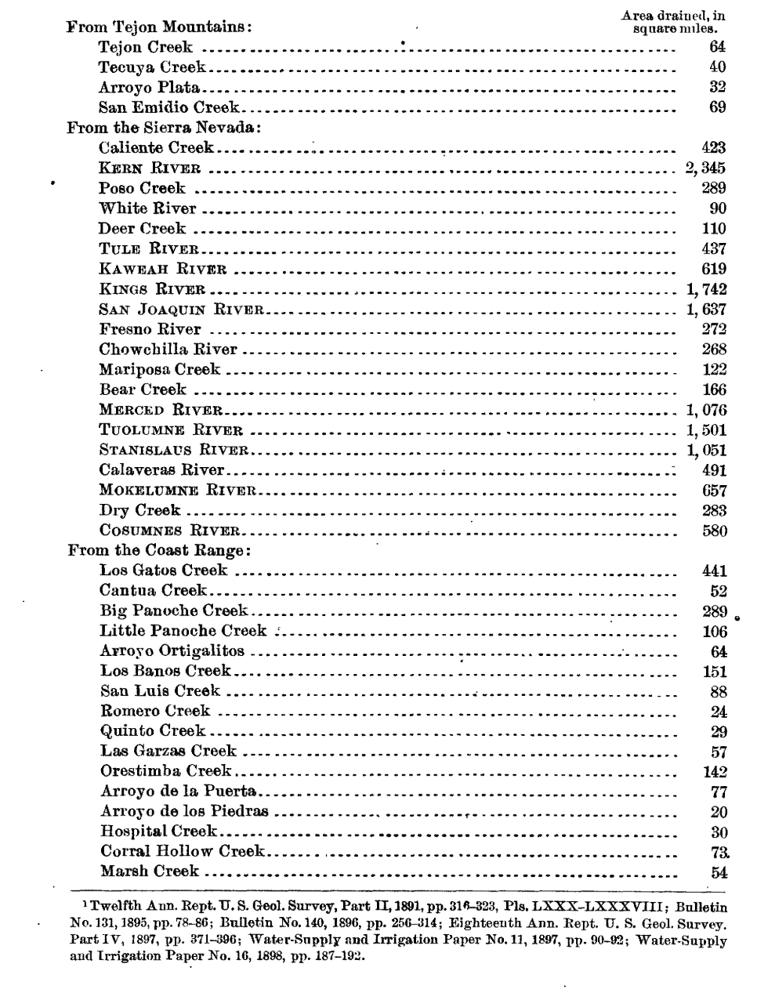 Area drained, in
From Tejon Mountains: square miles.
Tejon Creek 64
Tecuya Creek 40
Arroyo Plata 32
San Emidio Creek 69
From the Sierra Nevada:
Caliente Creek 423
KERN RIVER 2,345
Poso Creek 289
White River 90
Deer Creek 110
TULE RIVER 437
KAWEAH RIVER 619
KINGS RIVER 1,742
SAN JOAQUIN RIVER 1,637
Fresno River 272
Chowchilla River 268
Mariposa Creek 122
Bear Creek 166
MERCED RIVER 1,076
TUOLUMNE RIVER 1,501
STANISLAUS RIVER 1,051
Calaveras River 491
MOKELUMNE RIVER 657
Dry Creek 283
COSUMNES RIVER 580
From the Coast Range:
Los Gatos Creek 441
Cantua Creek 52
Big Panoche Creek 289
Little Panoche Creek 106
Arroyo Ortigalitos 64
Los Banos Creek 151
San Luis Creek 88
Romero Creek 24
Quinto Creek 29
Las Garzas Creek 57
Orestimba Creek 142
Arroyo de la Puerta 77
Arroyo de los Piedras 20
Hospital Creek 30
Corral Hollow Creek 73
Marsh Creek 54
¹ Twelfth Ann. Rept. U. S. Geol. Survey, Part II, 1891, pp. 316–323, Pls. LXXX–LXXXVIII; Bulletin
No. 131, 1895, pp. 78–86; Bulletin No. 140, 1896, pp. 256–314; Eighteenth Ann. Rept. U. S. Geol. Survey.
Part IV, 1897, pp. 371–396; Water-Supply and Irrigation Paper No. 11, 1897, pp. 90–92; Water-Supply
and Irrigation Paper No. 16, 1898, pp. 187–192.